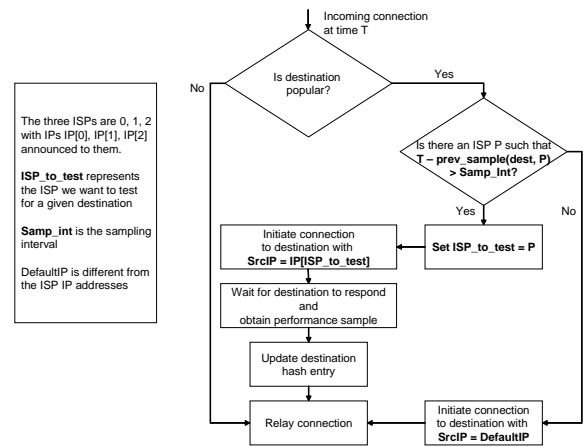 Incoming connection
at time T
Is destination
popular?
No
Yes
The three ISPs are 0, 1, 2
with IPs IP[0], IP[1], IP[2]
announced to them.
ISP_to_test represents
the ISP we want to test
for a given destination
Samp_int is the sampling
interval
DefaultIP is different from
the ISP IP addresses
Is there an ISP P such that
T – prev_sample(dest, P)
> Samp_Int?
Yes
No
Initiate connection
to destination with
SrcIP = IP[ISP_to_test]
Set ISP_to_test = P
Wait for destination to respond
and
obtain performance sample
Update destination
hash entry
Relay connection
Initiate connection
to destination with
SrcIP = DefaultIP